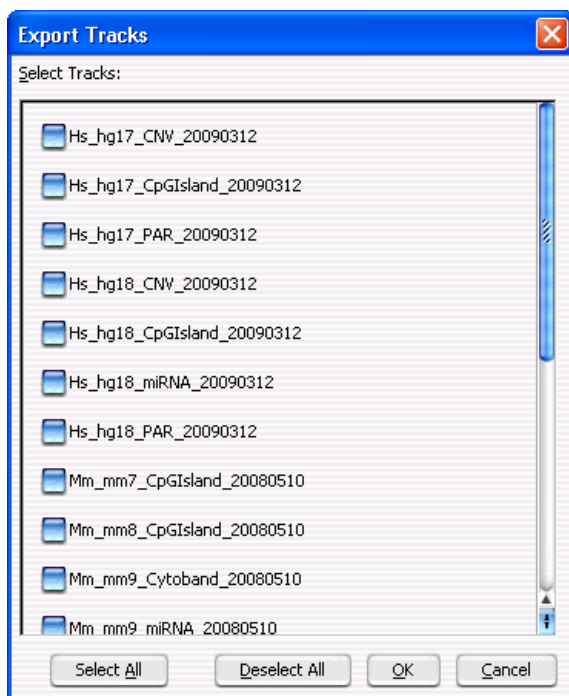 Export Tracks
Select Tracks:
Hs_hg17_CNV_20090312
Hs_hg17_CpGIsland_20090312
Hs_hg17_PAR_20090312
Hs_hg18_CNV_20090312
Hs_hg18_CpGIsland_20090312
Hs_hg18_miRNA_20090312
Hs_hg18_PAR_20090312
Mm_mm7_CpGIsland_20080510
Mm_mm8_CpGIsland_20080510
Mm_mm9_Cytoband_20080510
Mm_mm9_miRNA_20080510
Select All Deselect All OK Cancel